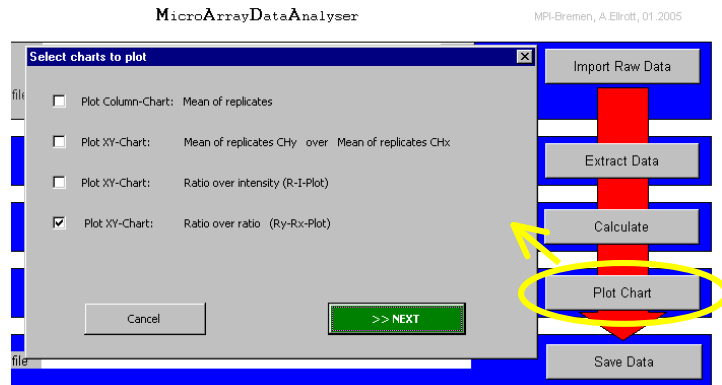 MicroArrayDataAnalyser
MPI-Bremen, A.Ellrott, 01.2005
Select charts to plot
Import Raw Data
file
Plot Column-Chart: Mean of replicates
Plot XY-Chart: Mean of replicates CHy over Mean of replicates CHx
Extract Data
Plot XY-Chart: Ratio over intensity (R-I-Plot)
Plot XY-Chart: Ratio over ratio (Ry-Rx-Plot)
Calculate
Plot Chart
Cancel
>> NEXT
file
Save Data